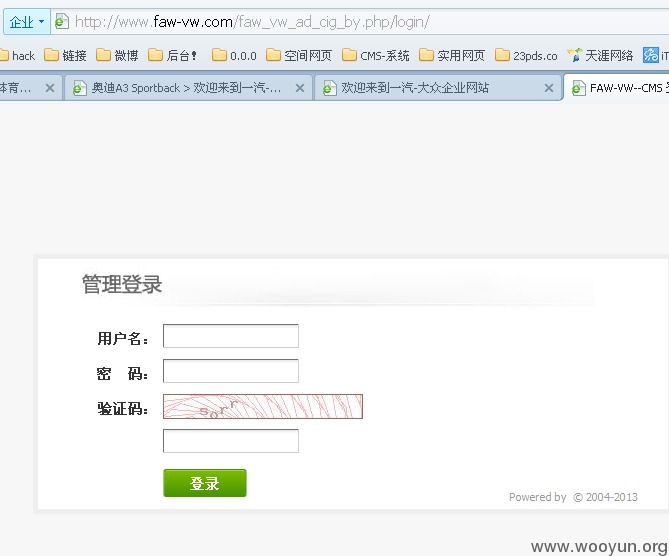 企业 http://www.faw-vw.com/faw_vw_ad_cig_by.php/login/
hack 链接 微博 后台! 0.0.0 空间网页 CMS-系统 实用网页 23pds.co 天涯网络
体育... 奥迪A3 Sportback > 欢迎来到一汽-... 欢迎来到一汽-大众企业网站 FAW-VW--CMS
管理登录
用户名:
密 码:
验证码: sorr
登录
Powered by © 2004-2013
www.wooyun.org